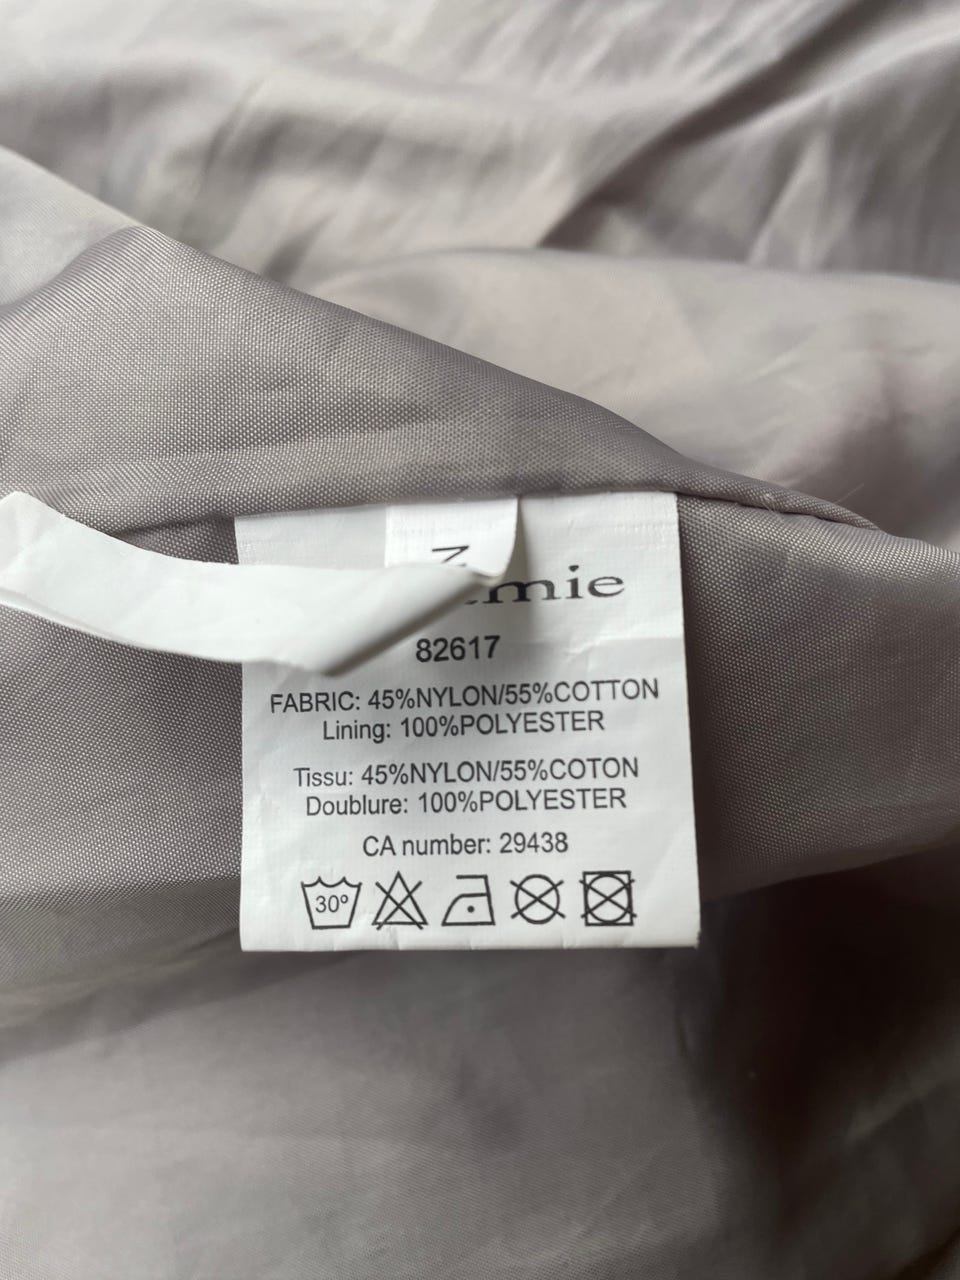 82617
FABRIC: 45%NYLON/55%COTTON
Lining: 100%POLYESTER
Tissu: 45%NYLON/55%COTON
Doublure: 100%POLYESTER
CA number: 29438
30°